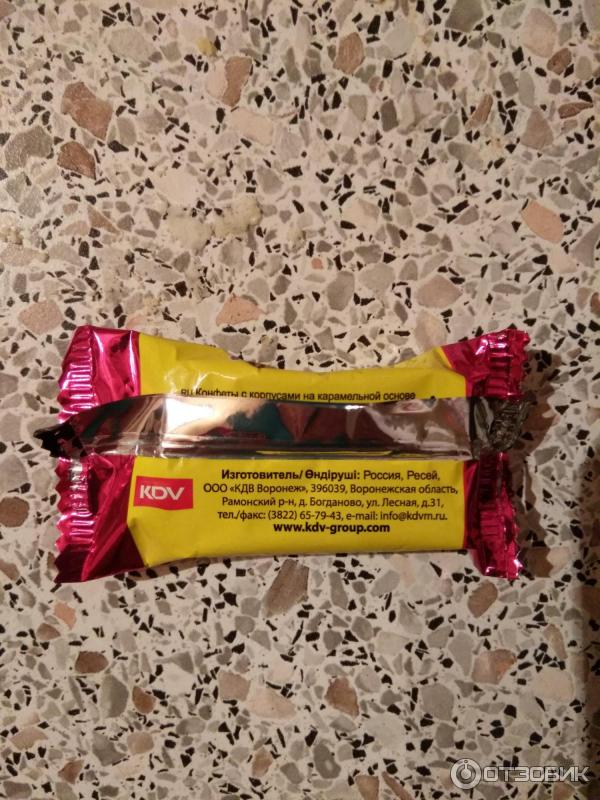 RU Конфеты с корпусами на карамельной основе
KDV
Изготовитель/ Өндіруші: Россия, Ресей,
ООО «КДВ Воронеж», 396039, Воронежская область,
Рамонский р-н, д. Богданово, ул. Лесная, д.31,
тел./факс: (3822) 65-79-43, e-mail: info@kdvm.ru.
www.kdv-group.com
ОТЗОВИК